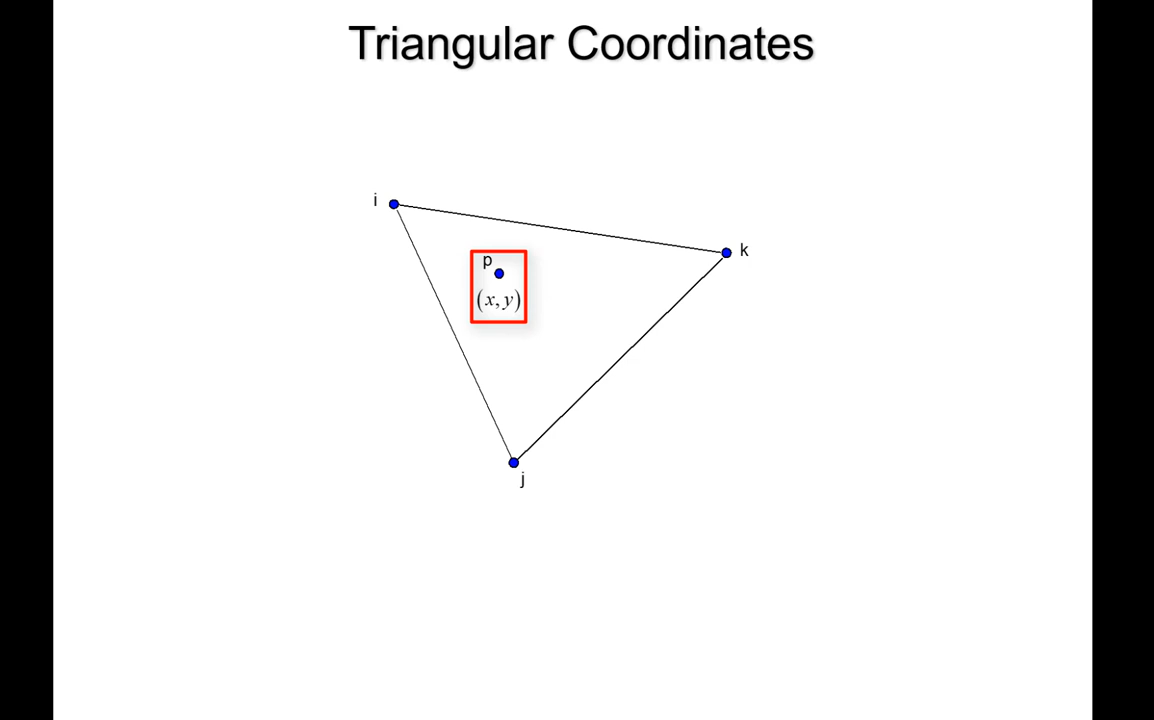 Triangular Coordinates
i
k
p
(x, y)
j